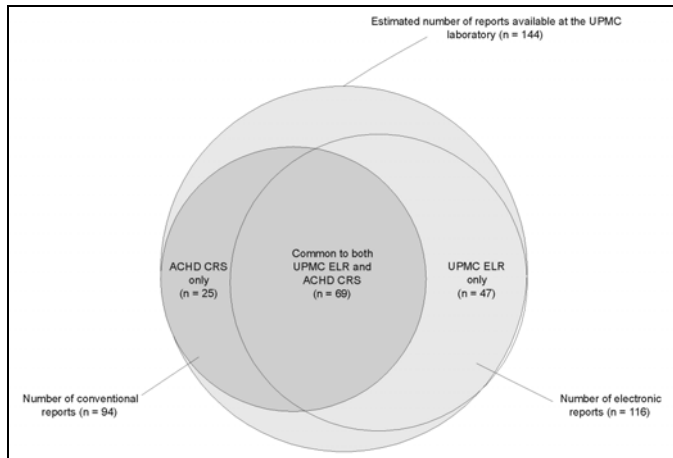 Estimated number of reports available at the UPMC
laboratory (n = 144)
ACHD CRS
only
(n = 25)
Common to both
UPMC ELR and
ACHD CRS
(n = 69)
UPMC ELR
only
(n = 47)
Number of conventional
reports (n = 94)
Number of electronic
reports (n = 116)